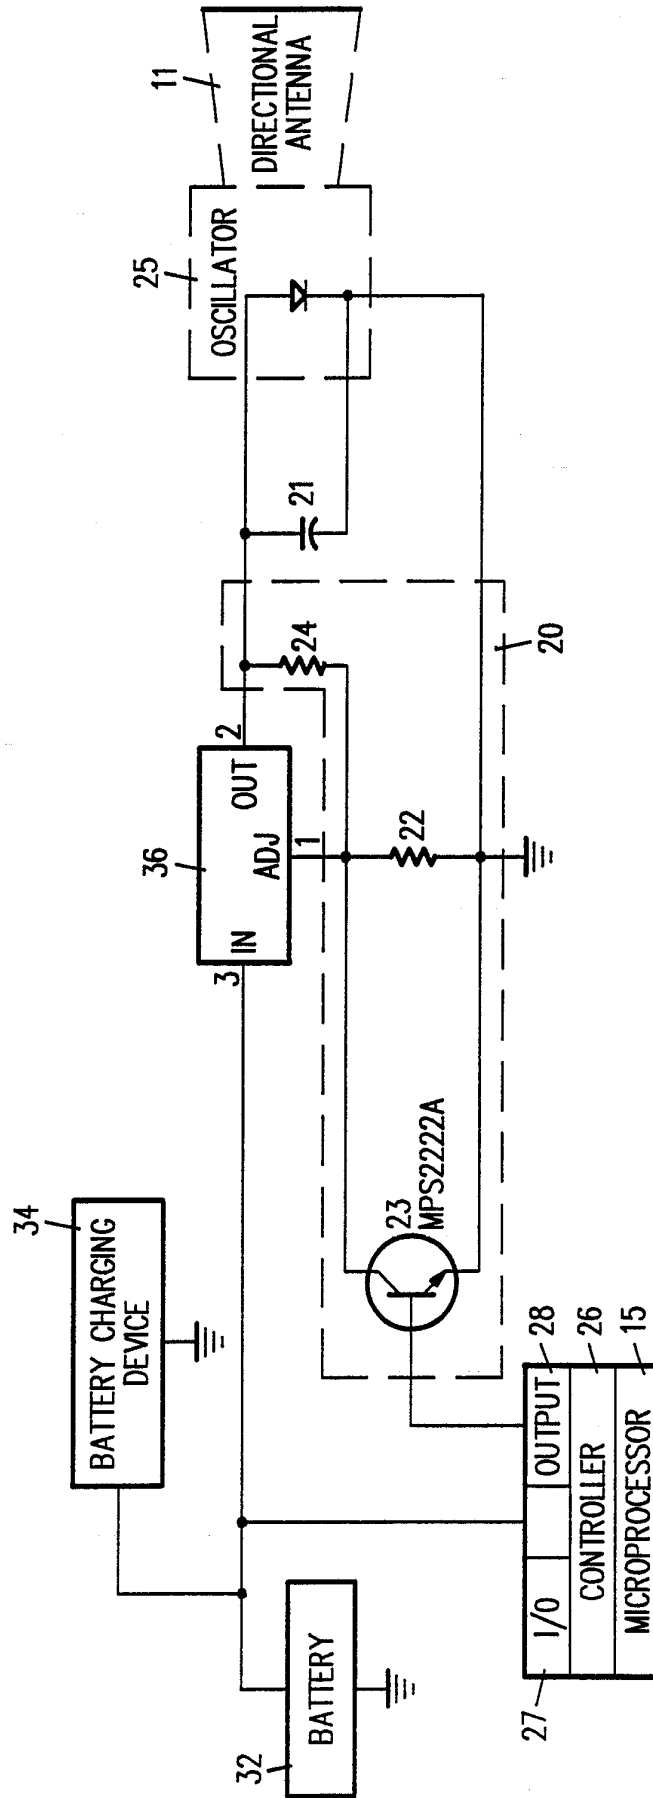 34
BATTERY CHARGING
DEVICE
32
BATTERY
36
3
IN
OUT
2
ADJ
1
25
OSCILLATOR
11
DIRECTIONAL
ANTENNA
21
24
22
20
23
MPS2222A
27
I/O
OUTPUT
28
CONTROLLER
26
MICROPROCESSOR
15